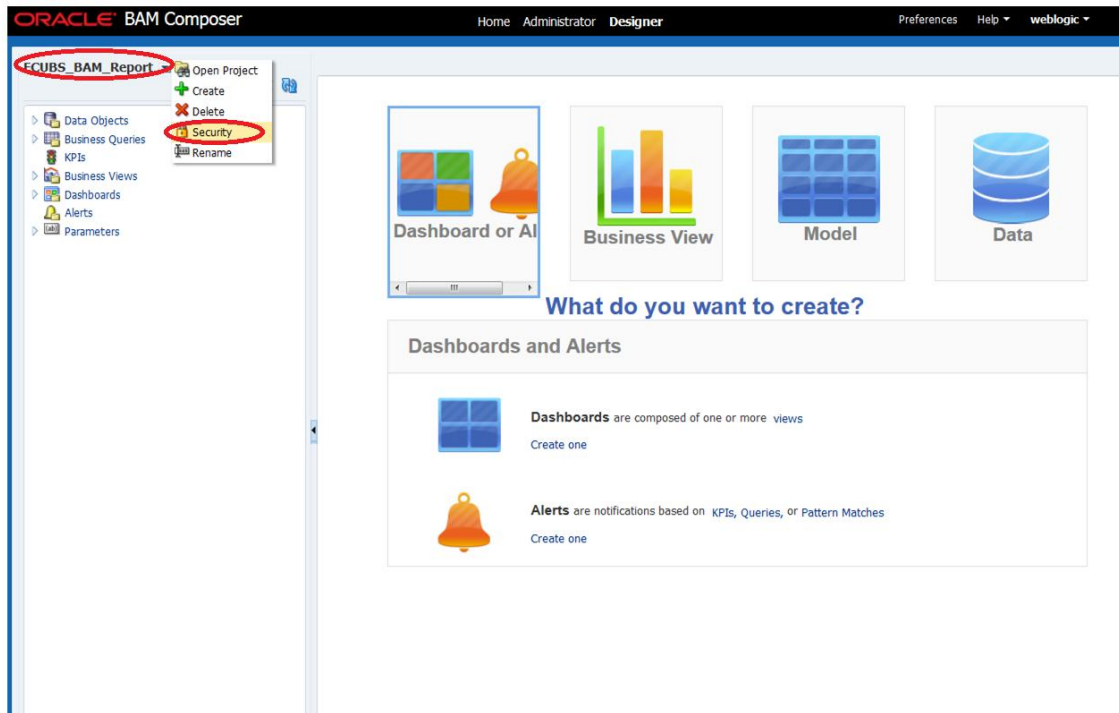 ORACLE BAM Composer
Home Administrator Designer
Preferences Help weblogic
ECUBS_BAM_Report
Open Project
Create
Delete
Security
Rename
Data Objects
Business Queries
KPIs
Business Views
Dashboards
Alerts
Parameters
Dashboard or Al
Business View
Model
Data
What do you want to create?
Dashboards and Alerts
Dashboards are composed of one or more views
Create one
Alerts are notifications based on KPIs, Queries, or Pattern Matches
Create one